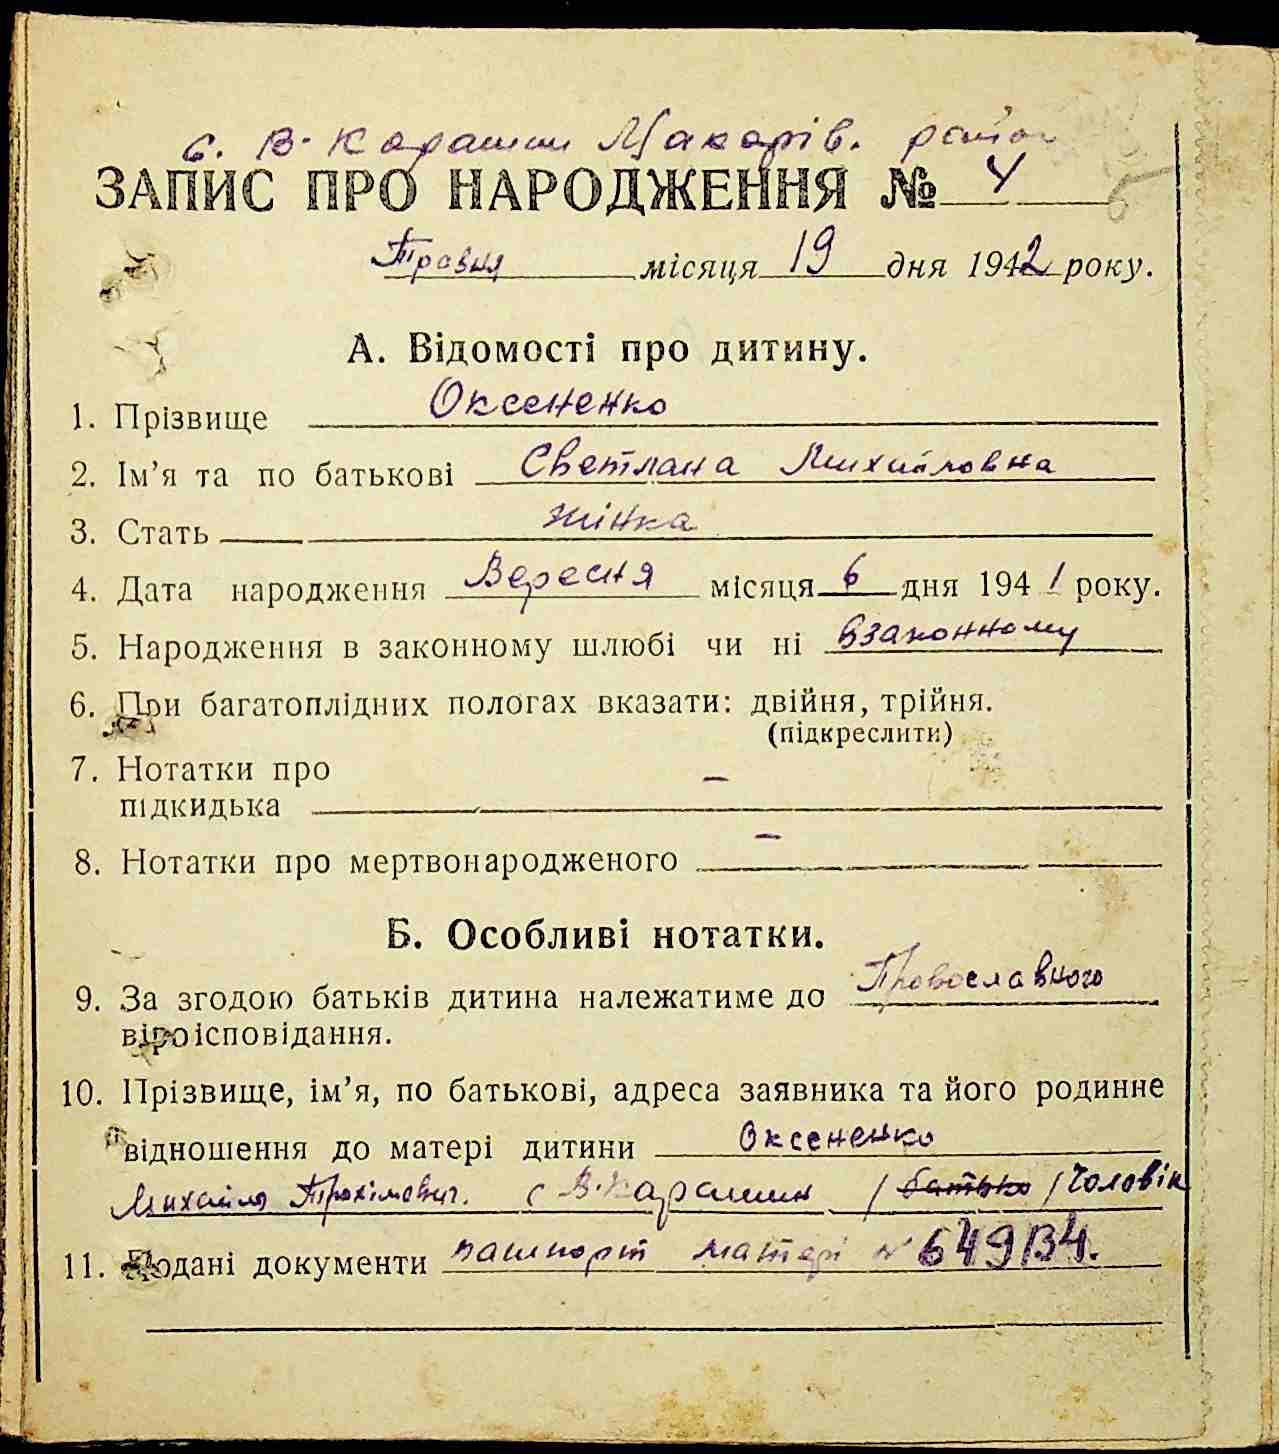 с. В-Карашин Макарів. район
ЗАПИС ПРО НАРОДЖЕННЯ № 4
Травня місяця 19 дня 1942 року.
А. Відомості про дитину.
1. Прізвище Оксененко
2. Ім’я та по батькові Светлана Михайловна
3. Стать жінка
4. Дата народження Вересня місяця 6 дня 1941 року.
5. Народження в законному шлюбі чи ні взаконному
6. При багатоплідних пологах вказати: двійня, трійня.
(підкреслити)
7. Нотатки про –
підкидька
8. Нотатки про мертвонародженого –
Б. Особливі нотатки.
9. За згодою батьків дитина належатиме до Православного
віроісповідання.
10. Прізвище, ім’я, по батькові, адреса заявника та його родинне
відношення до матері дитини Оксененко
Михайло Трохімович. с В-Карашин / батько / Чоловік
11. Подані документи пашпорт матері № 649134.